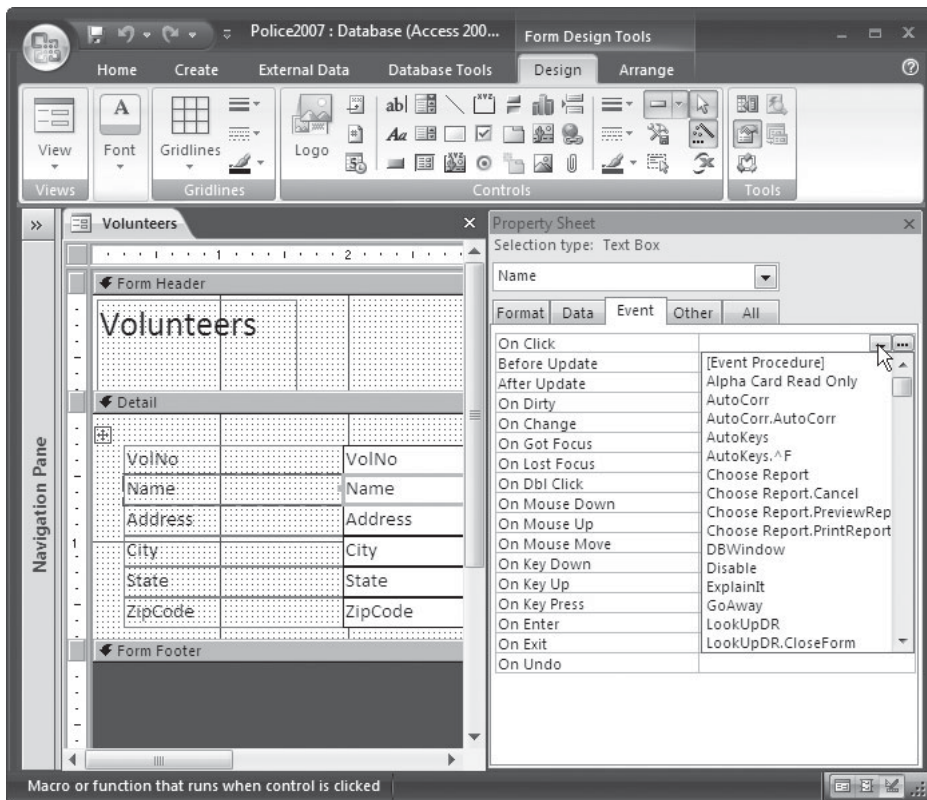 Police2007 : Database (Access 200...
Form Design Tools
Home Create External Data Database Tools Design Arrange
View
Font
Gridlines
Logo
ab|
XYZ
Aa
XYZ
Views
Gridlines
Controls
Tools
Volunteers
1 2
Form Header
Volunteers
Detail
VolNo VolNo
Name Name
Address Address
City City
State State
ZipCode ZipCode
Form Footer
1
Navigation Pane
Property Sheet
Selection type: Text Box
Name
Format Data Event Other All
On Click
Before Update
After Update
On Dirty
On Change
On Got Focus
On Lost Focus
On Dbl Click
On Mouse Down
On Mouse Up
On Mouse Move
On Key Down
On Key Up
On Key Press
On Enter
On Exit
On Undo
[Event Procedure]
Alpha Card Read Only
AutoCorr
AutoCorr.AutoCorr
AutoKeys
AutoKeys.^F
Choose Report
Choose Report.Cancel
Choose Report.PreviewRep
Choose Report.PrintReport
DBWindow
Disable
ExplainIt
GoAway
LookUpDR
LookUpDR.CloseForm
Macro or function that runs when control is clicked